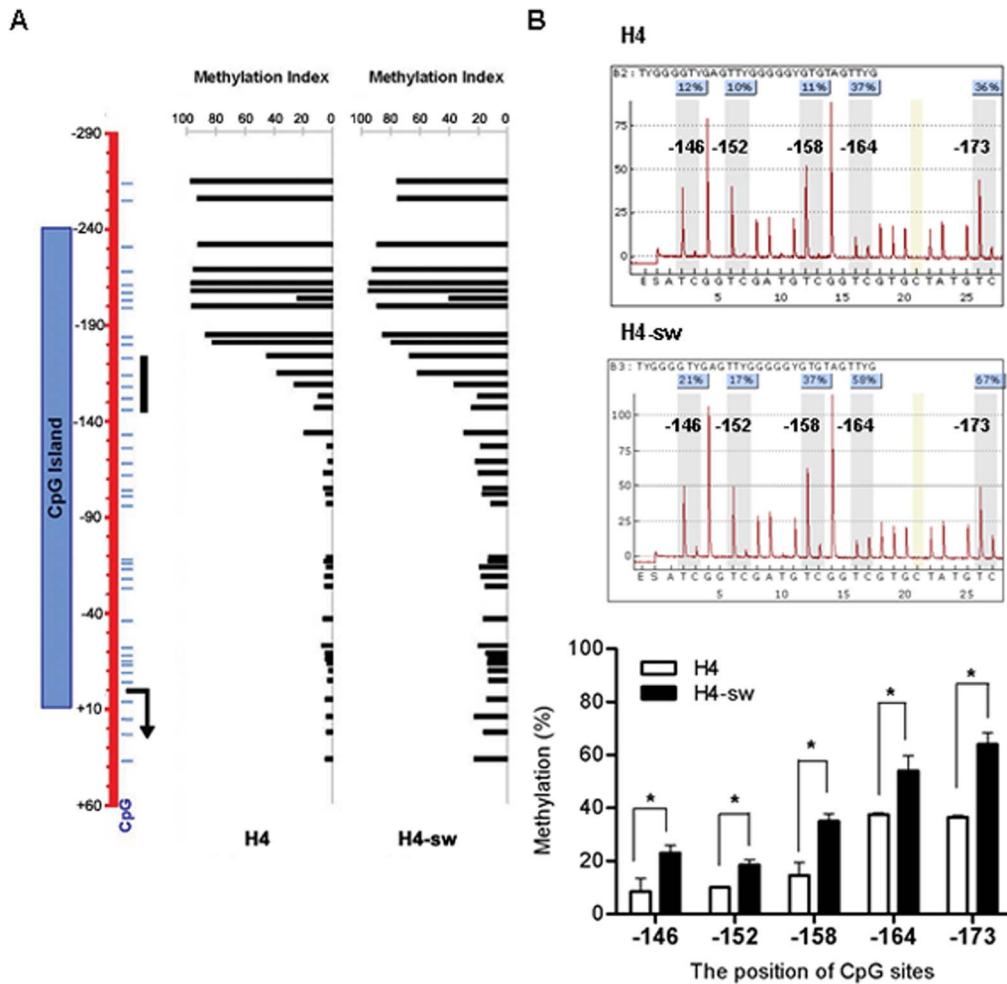 A
B
Methylation Index
Methylation Index
100 80 60 40 20 0
100 80 60 40 20 0
-290
-240
-190
-140
-90
-40
+10
+60
CpG Island
CpG
H4
H4-sw
H4
B2: TYGGGGTYGAGTTYGGGGGYGTGTAGTTYG
12% 10% 11% 37% 36%
-146 -152 -158 -164 -173
75
50
25
0
E S A T C G G T C G A T G T C G G T C G T G C T A T G T C
5 10 15 20 25
H4-sw
B3: TYGGGGTYGAGTTYGGGGGYGTGTAGTTYG
21% 17% 37% 58% 67%
-146 -152 -158 -164 -173
100
75
50
25
0
E S A T C G G T C G A T G T C G G T C G T G C T A T G T C
5 10 15 20 25
Methylation (%)
100
80
60
40
20
0
H4
H4-sw
* * * * *
-146 -152 -158 -164 -173
The position of CpG sites